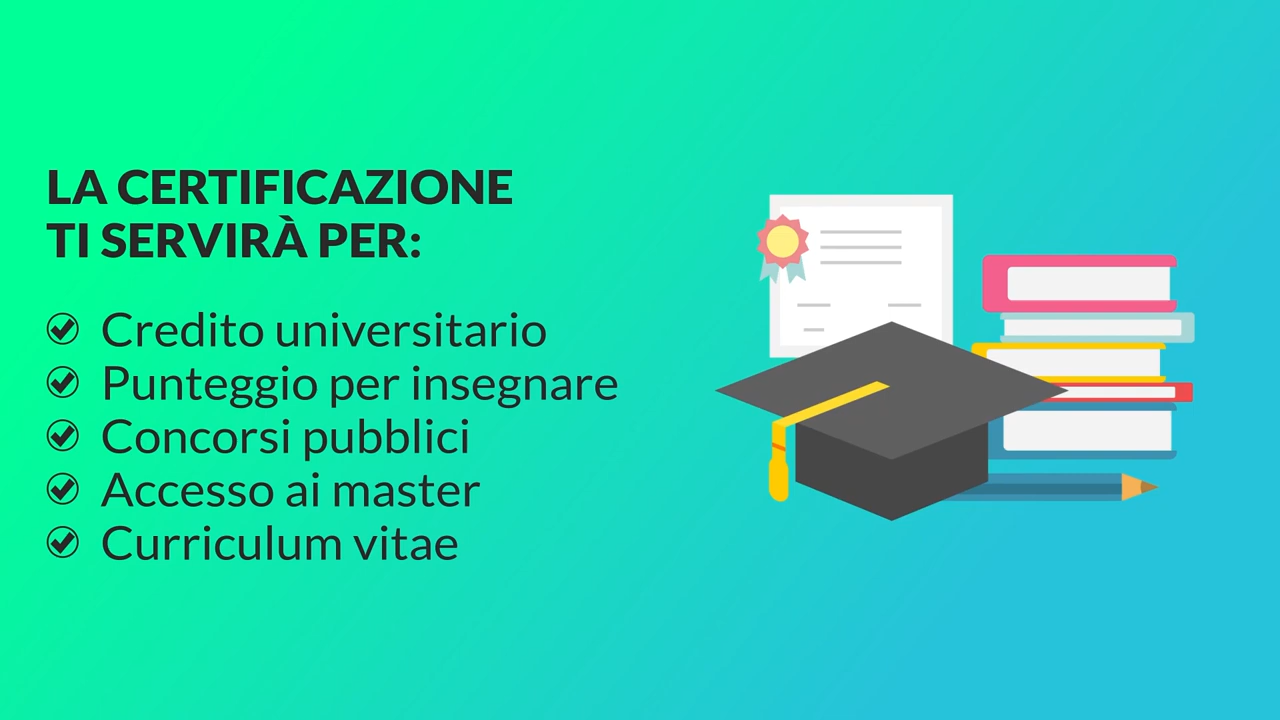 LA CERTIFICAZIONE
TI SERVIRÀ PER:
Credito universitario
Punteggio per insegnare
Concorsi pubblici
Accesso ai master
Curriculum vitae